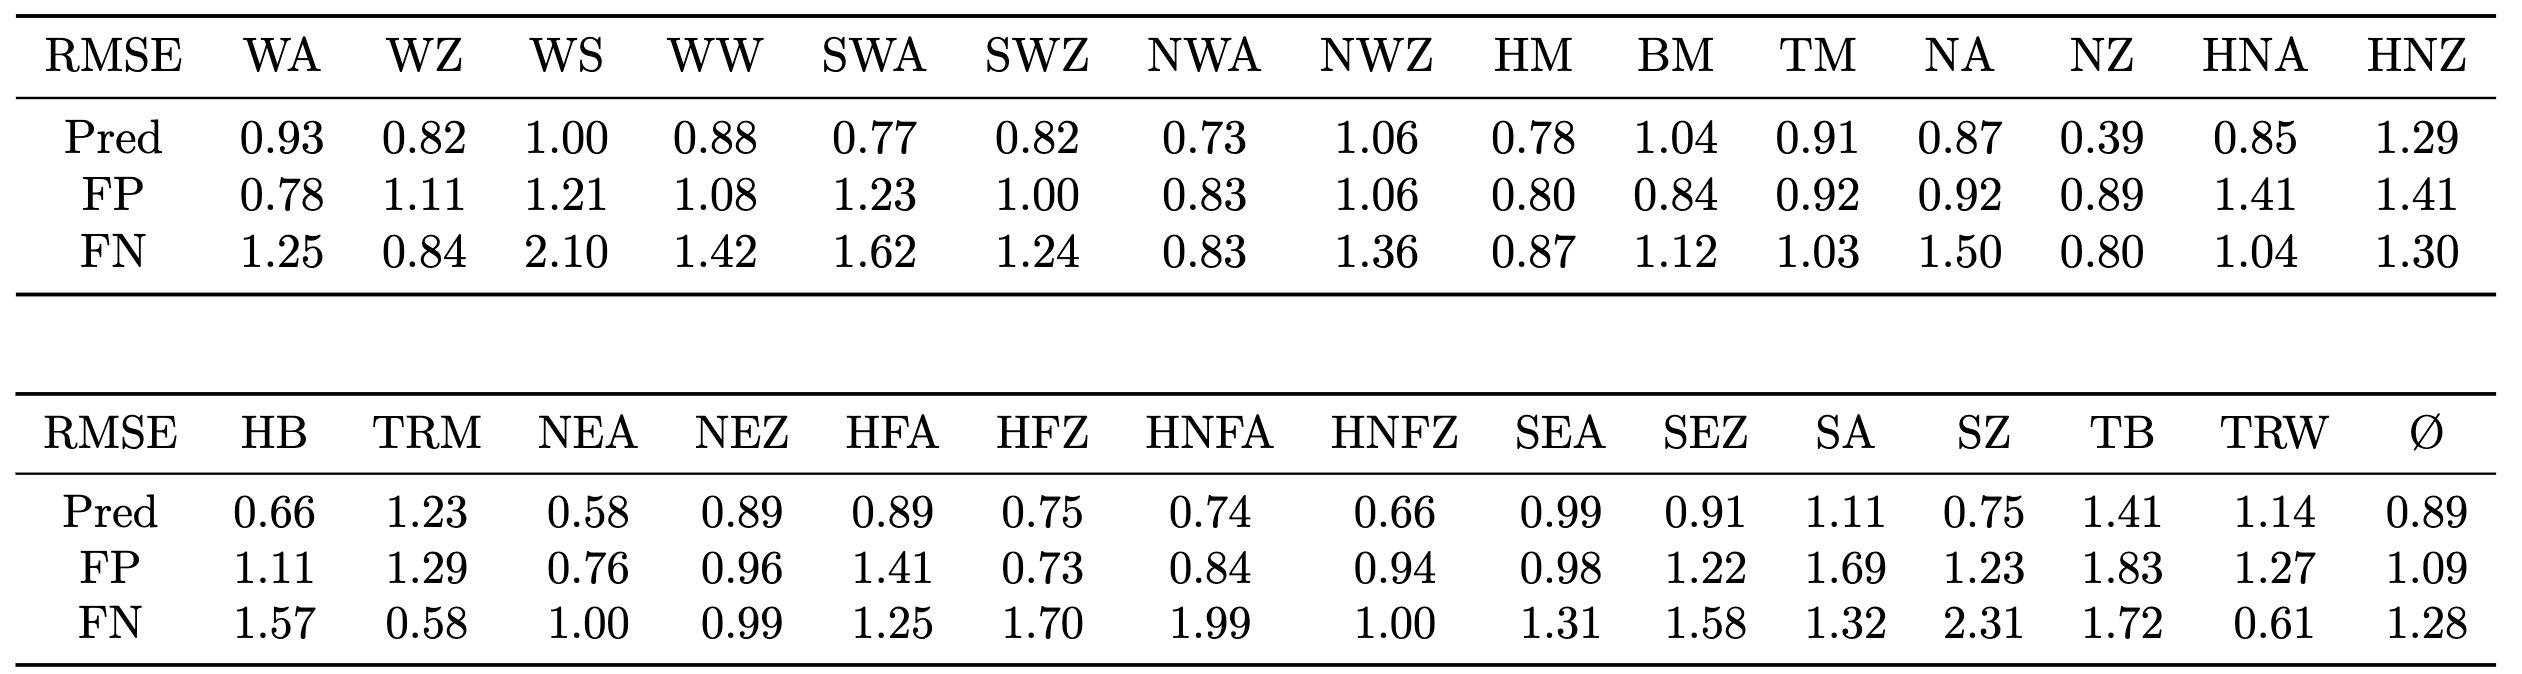 RMSE WA WZ WS WW SWA SWZ NWA NWZ HM BM TM NA NZ HNA HNZ
Pred 0.93 0.82 1.00 0.88 0.77 0.82 0.73 1.06 0.78 1.04 0.91 0.87 0.39 0.85 1.29
FP 0.78 1.11 1.21 1.08 1.23 1.00 0.83 1.06 0.80 0.84 0.92 0.92 0.89 1.41 1.41
FN 1.25 0.84 2.10 1.42 1.62 1.24 0.83 1.36 0.87 1.12 1.03 1.50 0.80 1.04 1.30
RMSE HB TRM NEA NEZ HFA HFZ HNFA HNFZ SEA SEZ SA SZ TB TRW Ø
Pred 0.66 1.23 0.58 0.89 0.89 0.75 0.74 0.66 0.99 0.91 1.11 0.75 1.41 1.14 0.89
FP 1.11 1.29 0.76 0.96 1.41 0.73 0.84 0.94 0.98 1.22 1.69 1.23 1.83 1.27 1.09
FN 1.57 0.58 1.00 0.99 1.25 1.70 1.99 1.00 1.31 1.58 1.32 2.31 1.72 0.61 1.28